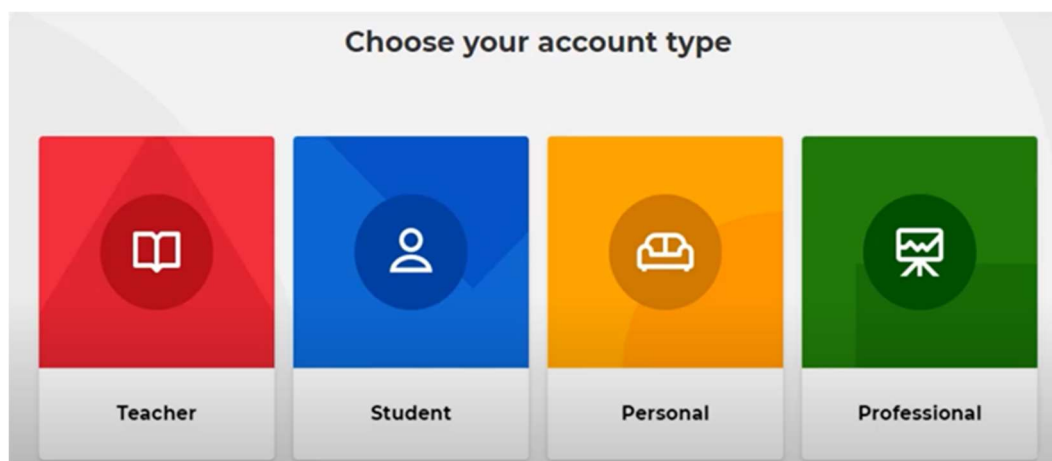 Choose your account type
Teacher
Student
Personal
Professional